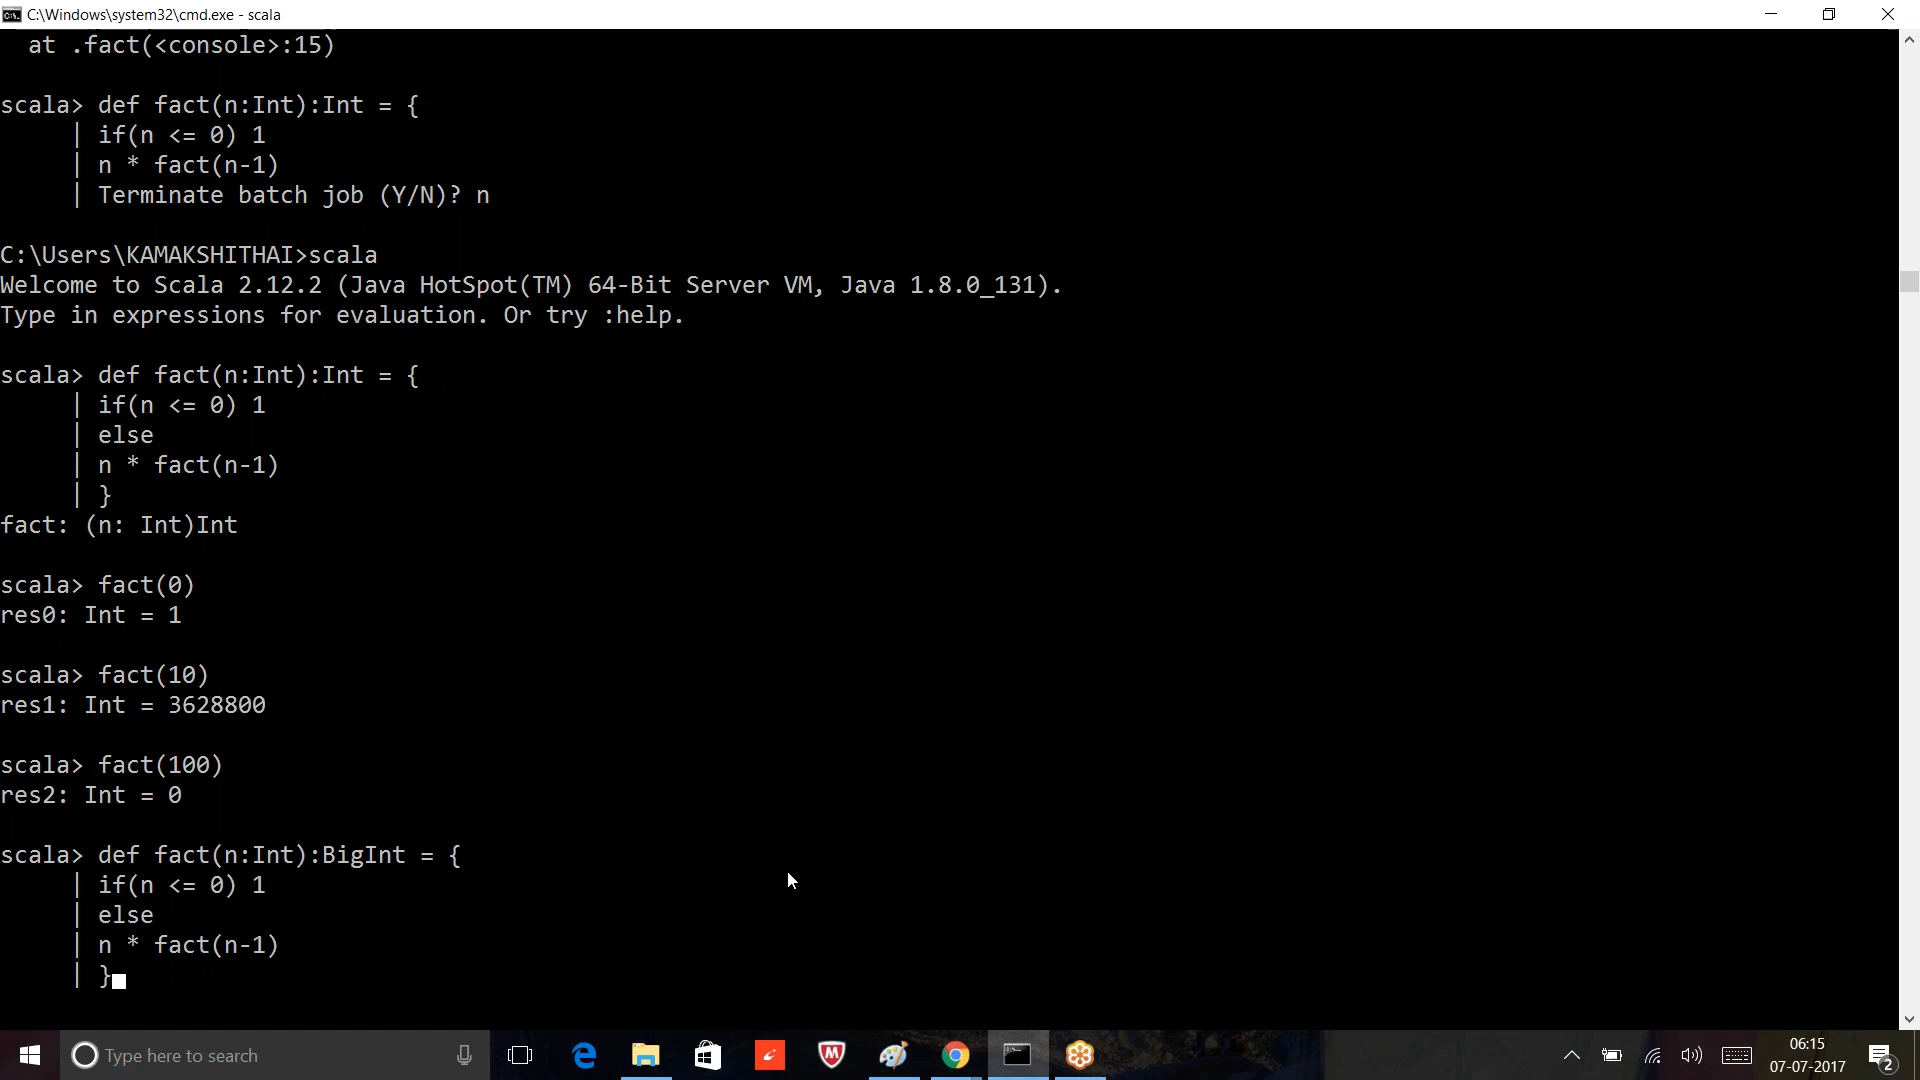 C:\Windows\system32\cmd.exe - scala
at .fact(<console>:15)
scala> def fact(n:Int):Int = {
| if(n <= 0) 1
| n * fact(n-1)
| Terminate batch job (Y/N)? n
C:\Users\KAMAKSHITHAI>scala
Welcome to Scala 2.12.2 (Java HotSpot(TM) 64-Bit Server VM, Java 1.8.0_131).
Type in expressions for evaluation. Or try :help.
scala> def fact(n:Int):Int = {
| if(n <= 0) 1
| else
| n * fact(n-1)
| }
fact: (n: Int)Int
scala> fact(0)
res0: Int = 1
scala> fact(10)
res1: Int = 3628800
scala> fact(100)
res2: Int = 0
scala> def fact(n:Int):BigInt = {
| if(n <= 0) 1
| else
| n * fact(n-1)
| }
Type here to search
06:15
07-07-2017
2